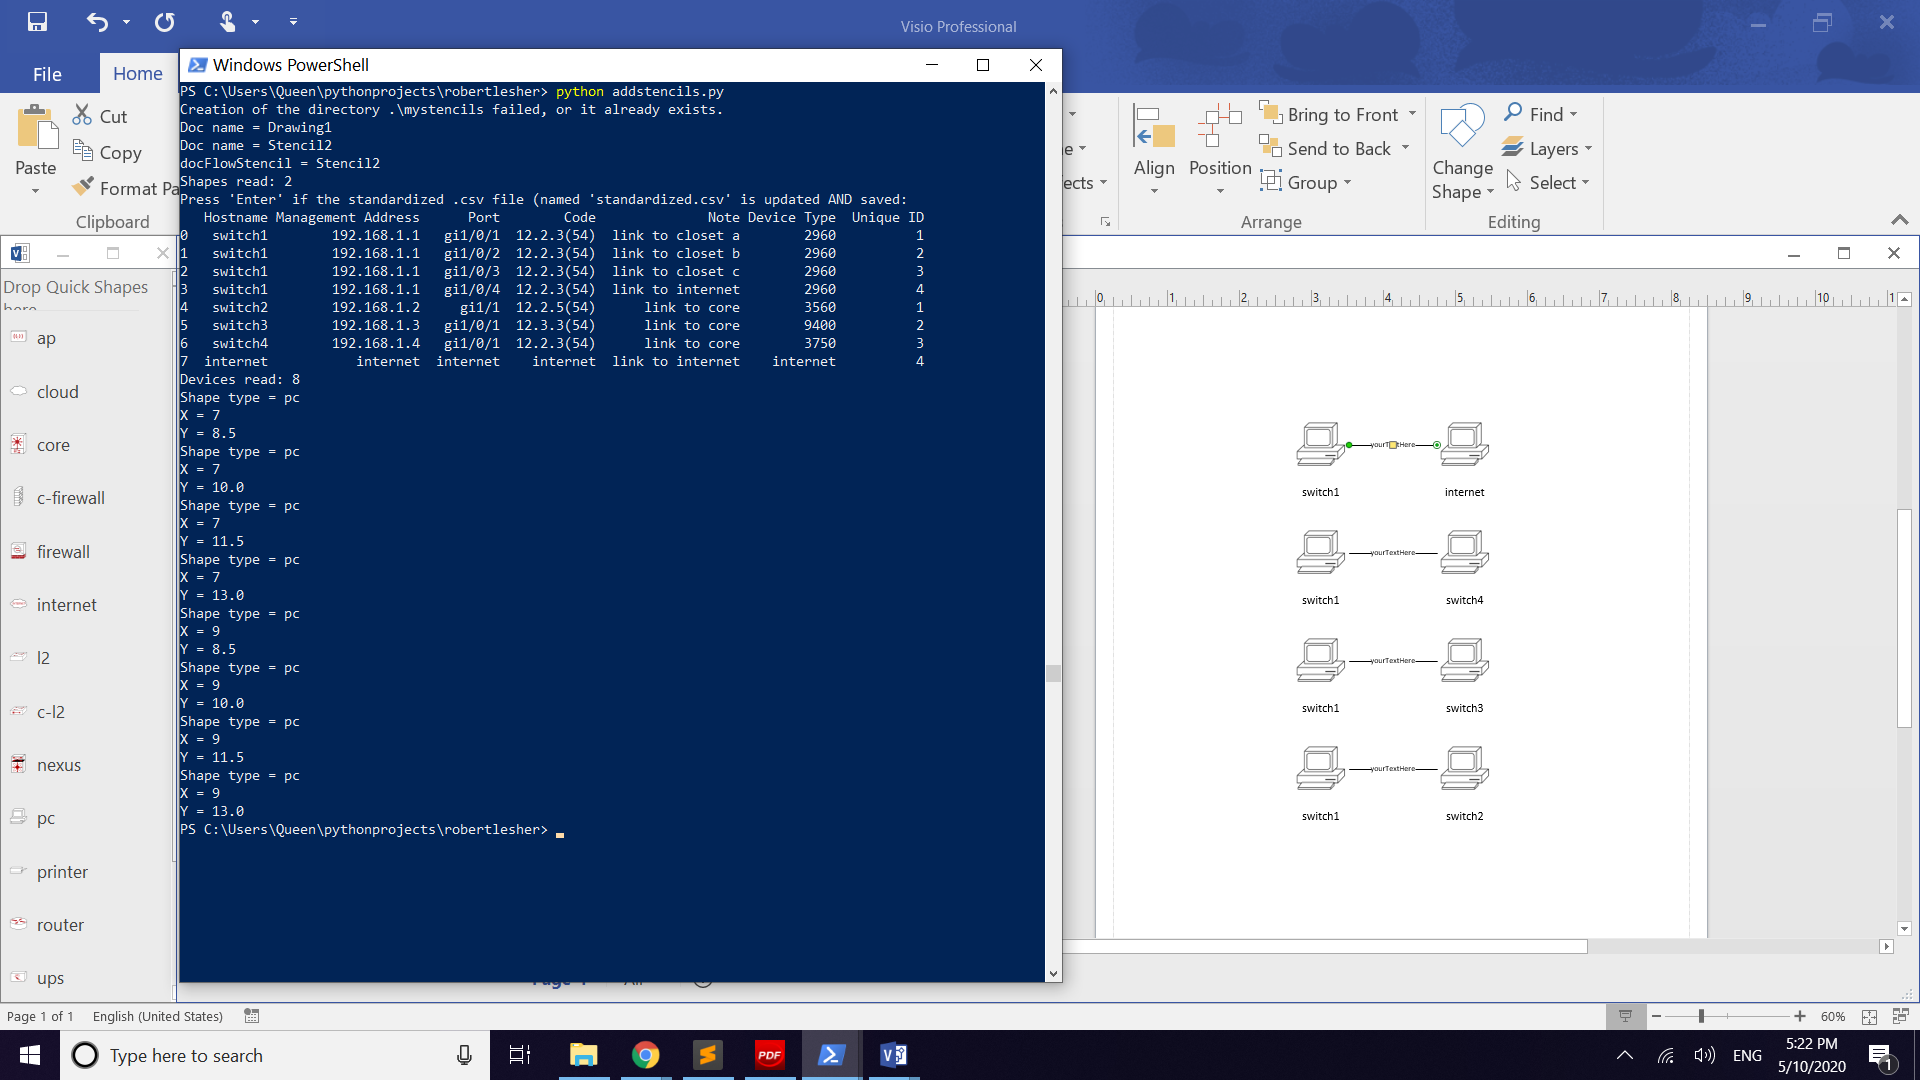 Visio Professional
File
Home
Windows PowerShell
Paste
Cut
Copy
Format Pa
Clipboard
Align
Position
Bring to Front
Send to Back
Group
Arrange
Change
Shape
Find
Layers
Select
Editing
ects
PS C:\Users\Queen\pythonprojects\robertlesher> python addstencils.py
Creation of the directory .\mystencils failed, or it already exists.
Doc name = Drawing1
Doc name = Stencil2
docFlowStencil = Stencil2
Shapes read: 2
Press 'Enter' if the standardized .csv file (named 'standardized.csv' is updated AND saved:
Hostname Management Address Port Code Note Device Type Unique ID
0 switch1 192.168.1.1 gi1/0/1 12.2.3(54) link to closet a 2960 1
1 switch1 192.168.1.1 gi1/0/2 12.2.3(54) link to closet b 2960 2
2 switch1 192.168.1.1 gi1/0/3 12.2.3(54) link to closet c 2960 3
3 switch1 192.168.1.1 gi1/0/4 12.2.3(54) link to internet 2960 4
4 switch2 192.168.1.2 gi1/1 12.2.5(54) link to core 3560 1
5 switch3 192.168.1.3 gi1/0/1 12.3.3(54) link to core 9400 2
6 switch4 192.168.1.4 gi1/0/1 12.2.3(54) link to core 3750 3
7 internet internet internet internet link to internet internet 4
Devices read: 8
Shape type = pc
X = 7
Y = 8.5
Shape type = pc
X = 7
Y = 10.0
Shape type = pc
X = 7
Y = 11.5
Shape type = pc
X = 7
Y = 13.0
Shape type = pc
X = 9
Y = 8.5
Shape type = pc
X = 9
Y = 10.0
Shape type = pc
X = 9
Y = 11.5
Shape type = pc
X = 9
Y = 13.0
PS C:\Users\Queen\pythonprojects\robertlesher>
Drop Quick Shapes
here
ap
cloud
core
c-firewall
firewall
internet
l2
c-l2
nexus
pc
printer
router
ups
0 1 2 3 4 5 6 7 8 9 10 1
switch1 internet
yourTextHere
switch1 switch4
yourTextHere
switch1 switch3
yourTextHere
switch1 switch2
Page 1 of 1
English (United States)
60%
Type here to search
PDF
ENG
5:22 PM
5/10/2020
1